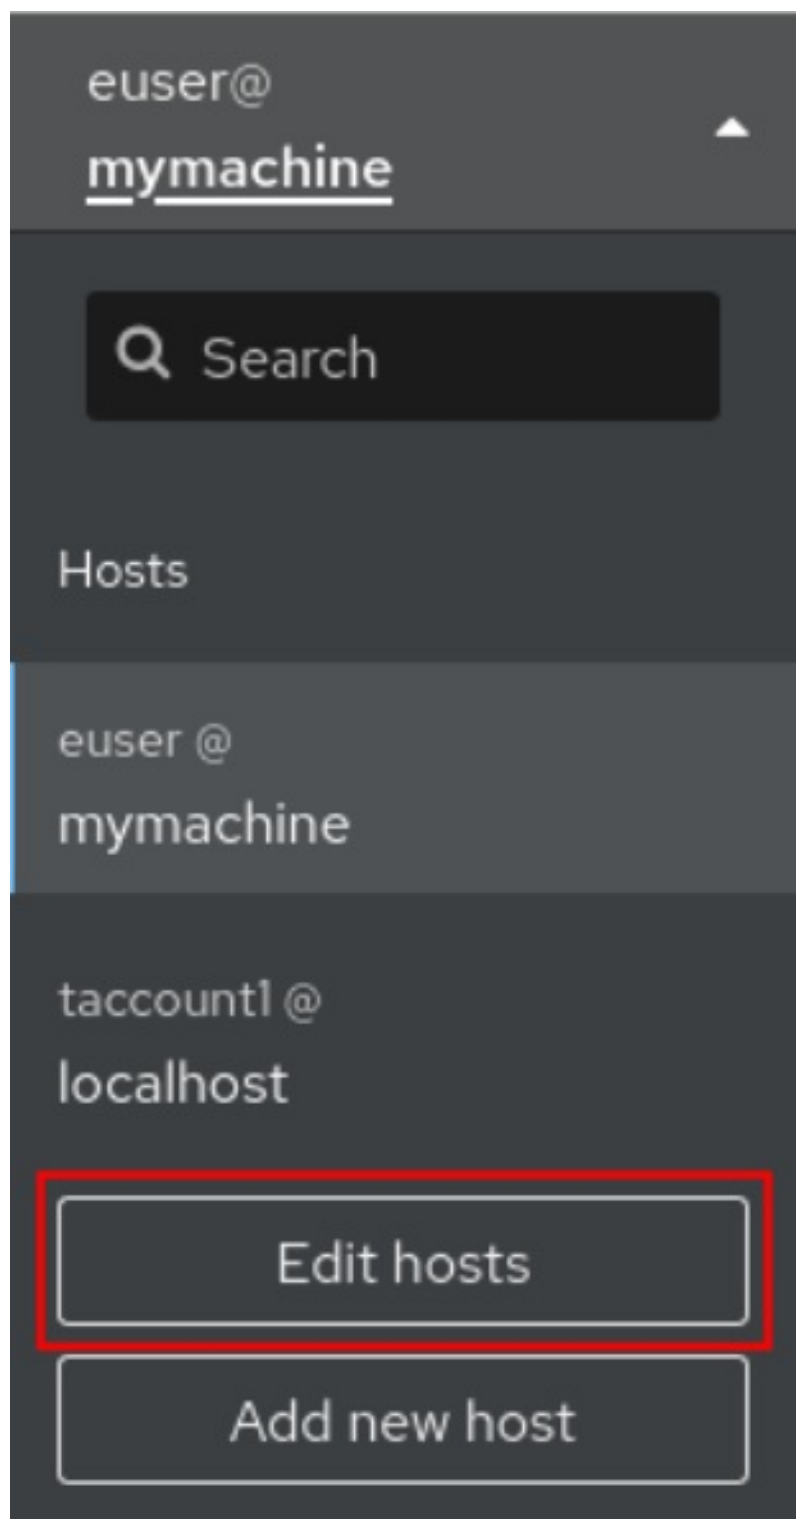 euser@
mymachine
Search
Hosts
euser @
mymachine
taccount1 @
localhost
Edit hosts
Add new host